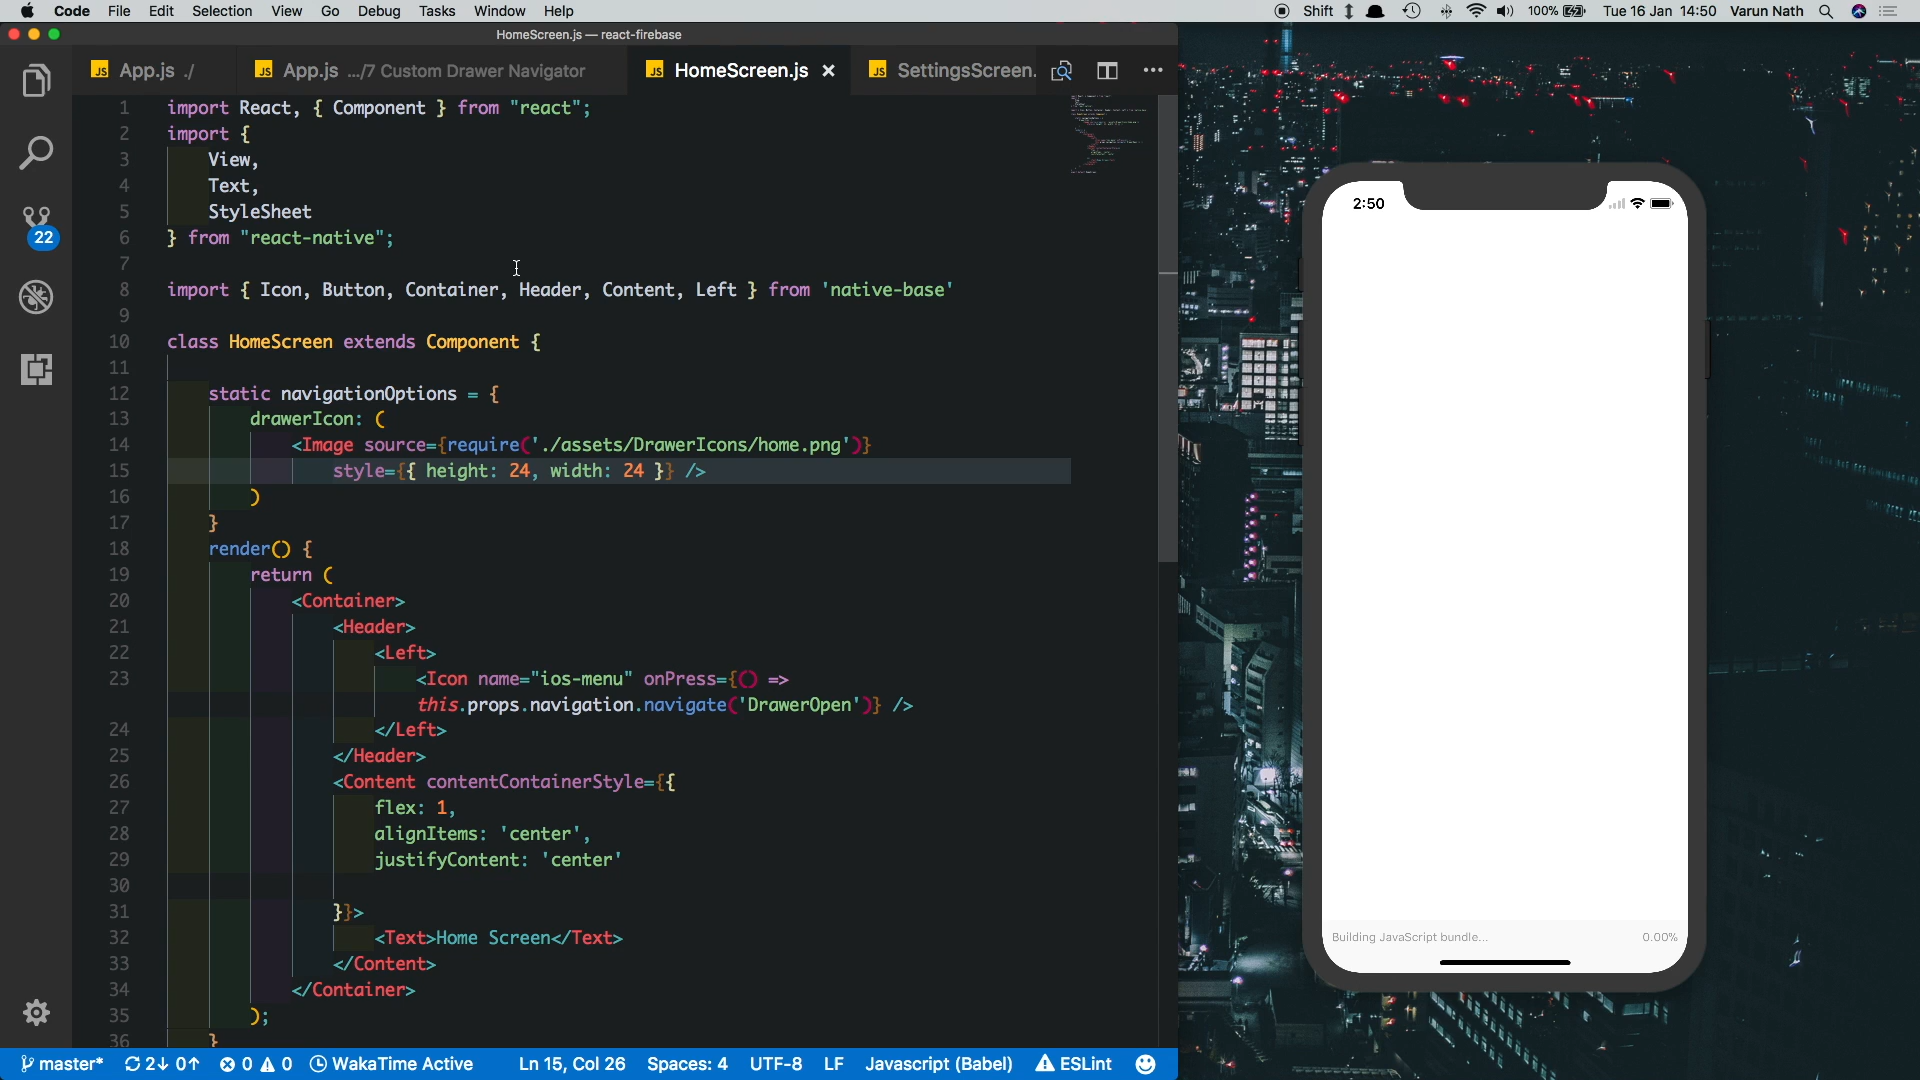 Code File Edit Selection View Go Debug Tasks Window Help Shift 100% Tue 16 Jan 14:50 Varun Nath
HomeScreen.js — react-firebase
JS App.js ./ JS App.js .../7 Custom Drawer Navigator JS HomeScreen.js × JS SettingsScreen.
1 import React, { Component } from "react";
2 import {
3 View,
4 Text,
5 StyleSheet
6 } from "react-native";
7
8 import { Icon, Button, Container, Header, Content, Left } from 'native-base'
9
10 class HomeScreen extends Component {
11
12 static navigationOptions = {
13 drawerIcon: (
14 <Image source={require('./assets/DrawerIcons/home.png')}
15 style={{ height: 24, width: 24 }} />
16 )
17 }
18 render() {
19 return (
20 <Container>
21 <Header>
22 <Left>
23 <Icon name="ios-menu" onPress={() =>
this.props.navigation.navigate('DrawerOpen')} />
24 </Left>
25 </Header>
26 <Content contentContainerStyle={{
27 flex: 1,
28 alignItems: 'center',
29 justifyContent: 'center'
30
31 }}>
32 <Text>Home Screen</Text>
33 </Content>
34 </Container>
35 );
36 }
22
master* 2↓ 0↑ 0 0 WakaTime Active Ln 15, Col 26 Spaces: 4 UTF-8 LF Javascript (Babel) ESLint
2:50
Building JavaScript bundle... 0.00%